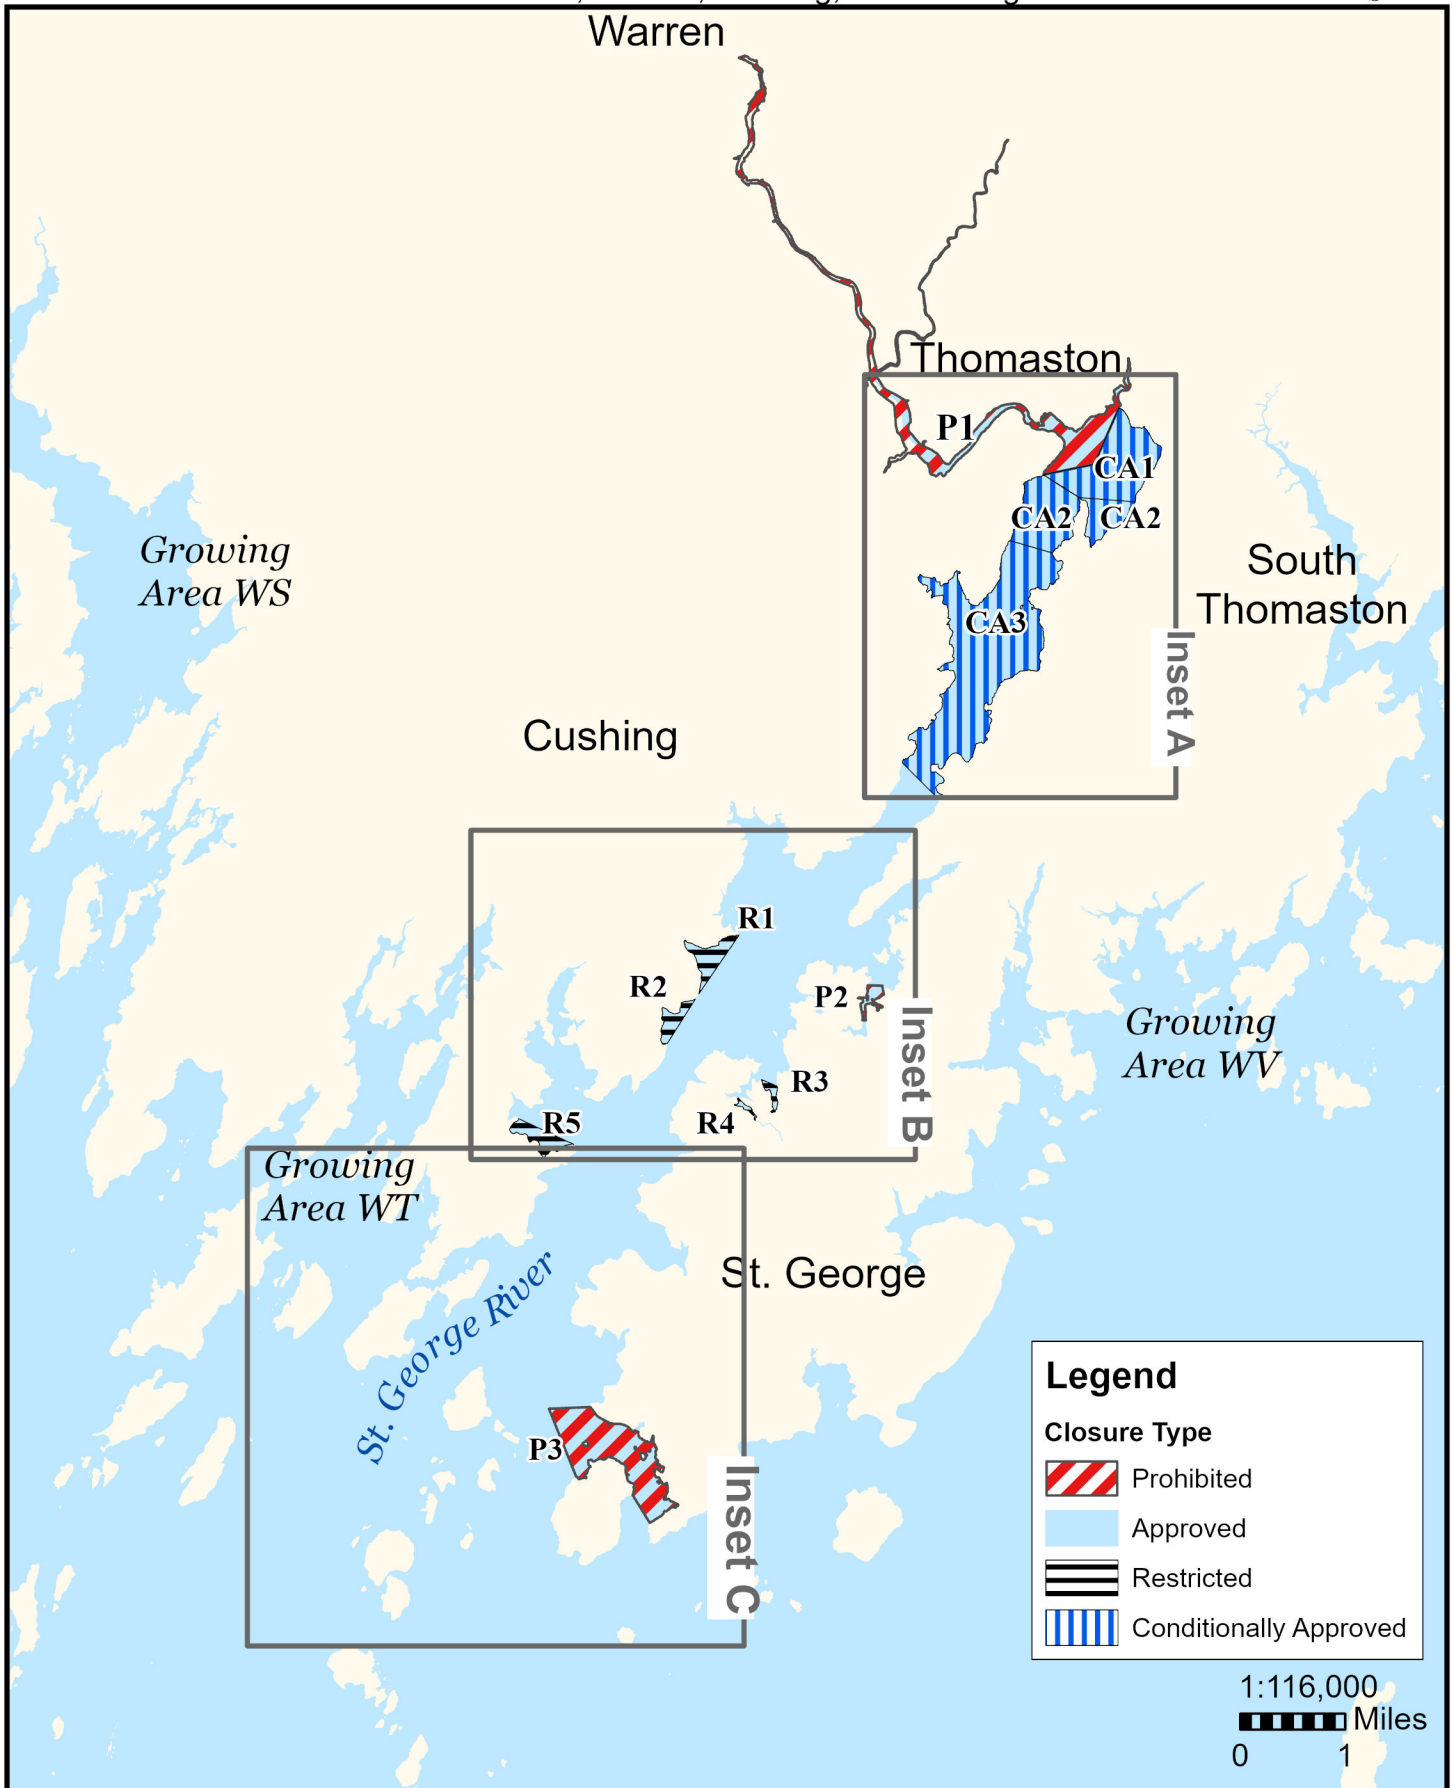 Warren
Thomaston
P1
CA1
CA2
CA2
South
Thomaston
Growing
Area WS
CA3
Inset A
Cushing
R1
R2
P2
Growing
Area WV
Inset B
R3
R4
R5
Growing
Area WT
St. George
St. George River
P3
Inset C
Legend
Closure Type
Prohibited
Approved
Restricted
Conditionally Approved
1:116,000
Miles
0 1